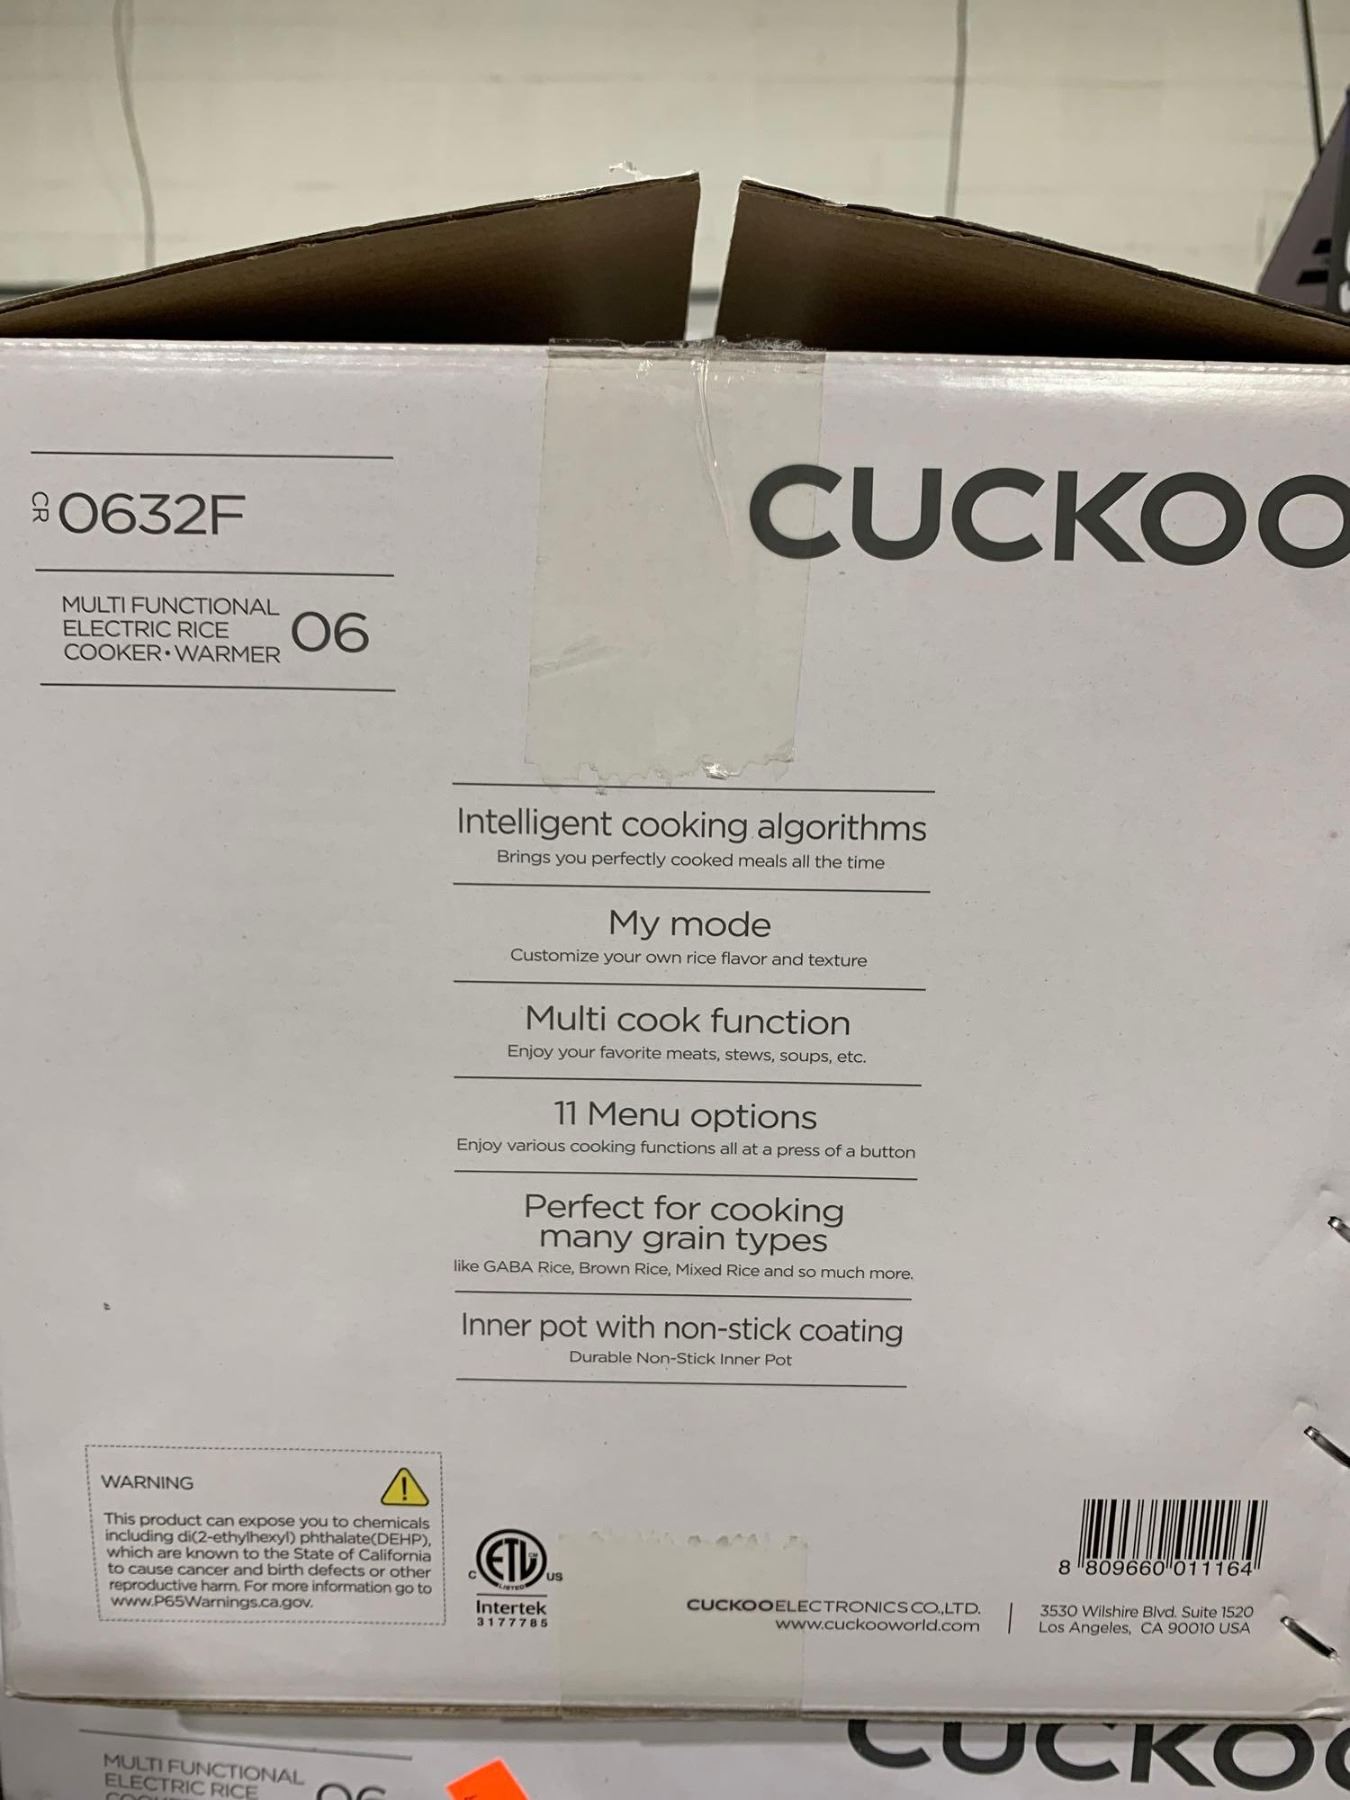 CR 0632F
CUCKOO
MULTI FUNCTIONAL
ELECTRIC RICE
COOKER•WARMER
06
Intelligent cooking algorithms
Brings you perfectly cooked meals all the time
My mode
Customize your own rice flavor and texture
Multi cook function
Enjoy your favorite meats, stews, soups, etc.
11 Menu options
Enjoy various cooking functions all at a press of a button
Perfect for cooking
many grain types
like GABA Rice, Brown Rice, Mixed Rice and so much more.
Inner pot with non-stick coating
Durable Non-Stick Inner Pot
WARNING
This product can expose you to chemicals
including di(2-ethylhexyl) phthalate(DEHP),
which are known to the State of California
to cause cancer and birth defects or other
reproductive harm. For more information go to
www.P65Warnings.ca.gov.
C ETL US
LISTED
Intertek
3177785
CUCKOO ELECTRONICS CO.,LTD.
www.cuckooworld.com
8 809660 011164
3530 Wilshire Blvd. Suite 1520
Los Angeles, CA 90010 USA
MULTI FUNCTIONAL
ELECTRIC RICE
06
CUCKOO